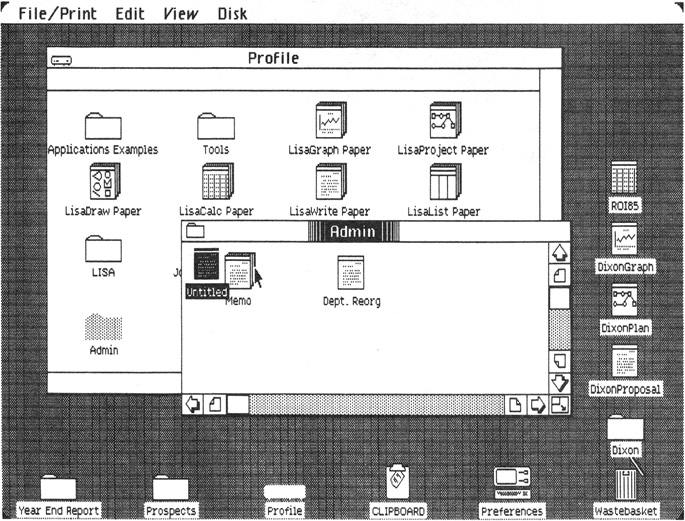 File/Print Edit View Disk
Profile
Applications Examples Tools LisaGraph Paper LisaProject Paper
LisaDraw Paper LisaCalc Paper LisaWrite Paper LisaList Paper
ROI85
Admin
LISA
DixonGraph
Untitled
Memo Dept. Reorg
DixonPlan
Admin
DixonProposal
Dixon
Year End Report Prospects Profile CLIPBOARD Preferences Wastebasket